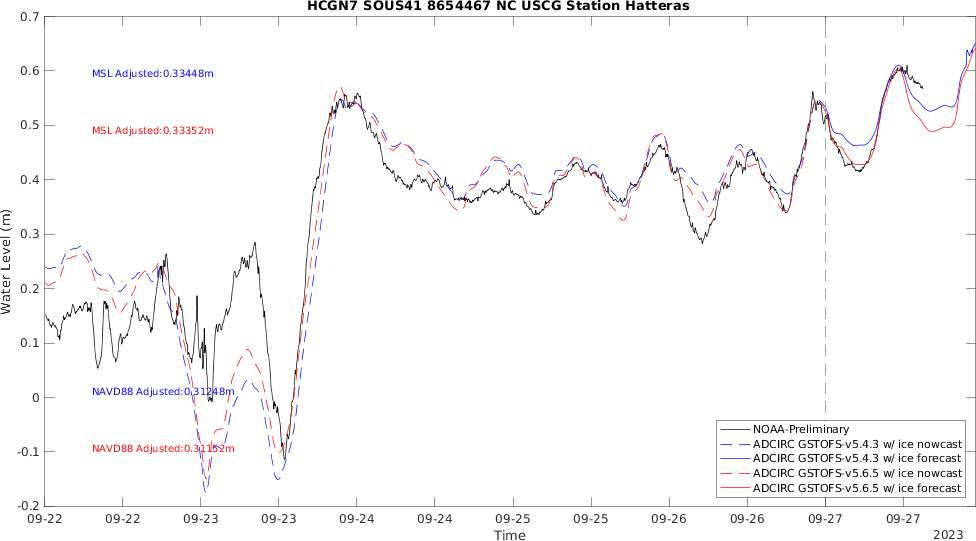 HCGN7 SOUS41 8654467 NC USCG Station Hatteras
0.7
0.6
0.5
0.4
0.3
0.2
0.1
0
-0.1
-0.2
Water Level (m)
MSL Adjusted:0.33448m
MSL Adjusted:0.33352m
NAVD88 Adjusted:0.31248m
NAVD88 Adjusted:0.31152m
NOAA-Preliminary
ADCIRC GSTOFS-v5.4.3 w/ ice nowcast
ADCIRC GSTOFS-v5.4.3 w/ ice forecast
ADCIRC GSTOFS-v5.6.5 w/ ice nowcast
ADCIRC GSTOFS-v5.6.5 w/ ice forecast
09-22 09-22 09-23 09-23 09-24 09-24 09-25 09-25 09-26 09-26 09-27 09-27
Time
2023